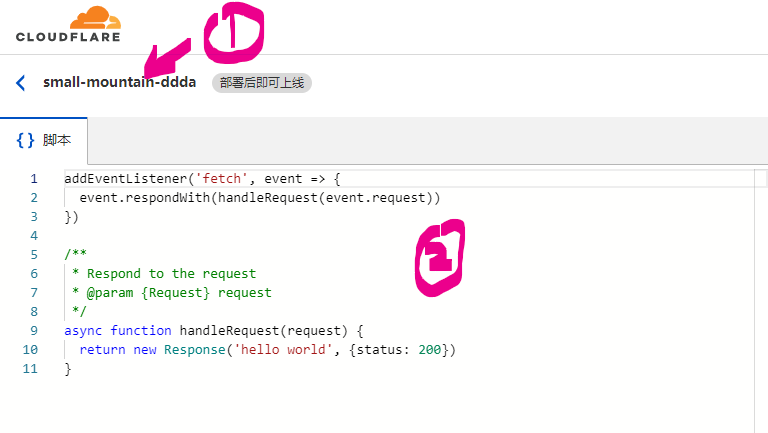 CLOUDFLARE
1
small-mountain-ddda 部署后即可上线
{} 脚本
1 addEventListener('fetch', event => {
2   event.respondWith(handleRequest(event.request))
3 })
4
5 /**
6  * Respond to the request
7  * @param {Request} request
8  */
9 async function handleRequest(request) {
10   return new Response('hello world', {status: 200})
11 }
2